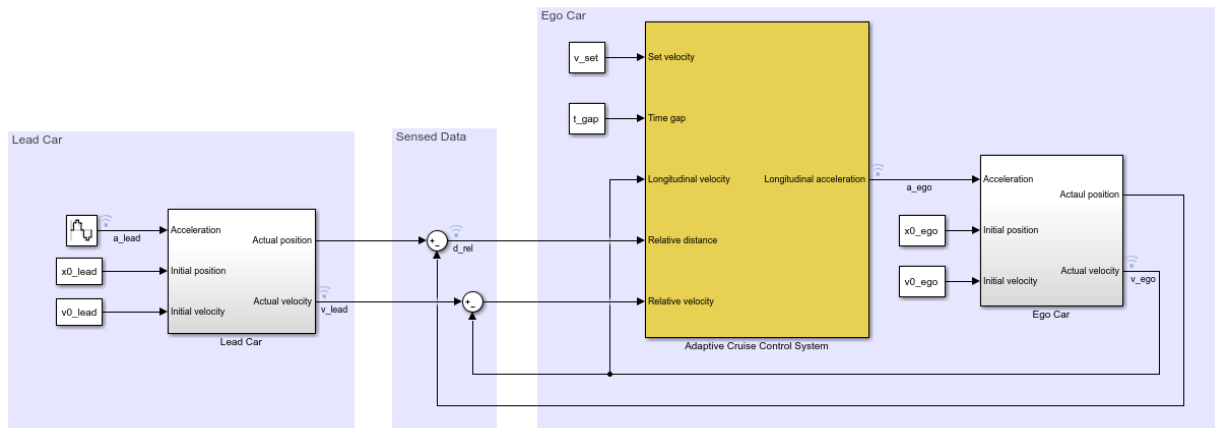 Lead Car
a_lead
x0_lead
v0_lead
Acceleration
Initial position
Initial velocity
Actual position
Actual velocity
Lead Car
v_lead
Sensed Data
+
-
d_rel
+
-
Ego Car
v_set
t_gap
Set velocity
Time gap
Longitudinal velocity
Relative distance
Relative velocity
Longitudinal acceleration
Adaptive Cruise Control System
a_ego
x0_ego
v0_ego
Acceleration
Initial position
Initial velocity
Actaul position
Actual velocity
Ego Car
v_ego